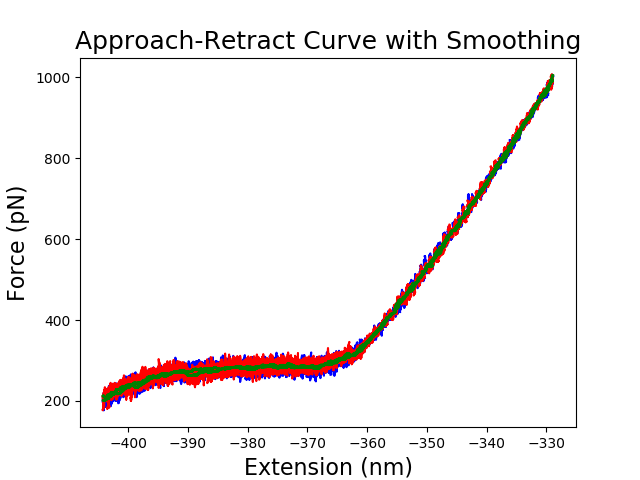 Approach-Retract Curve with Smoothing
1000
800
600
400
200
Force (pN)
−400 −390 −380 −370 −360 −350 −340 −330
Extension (nm)